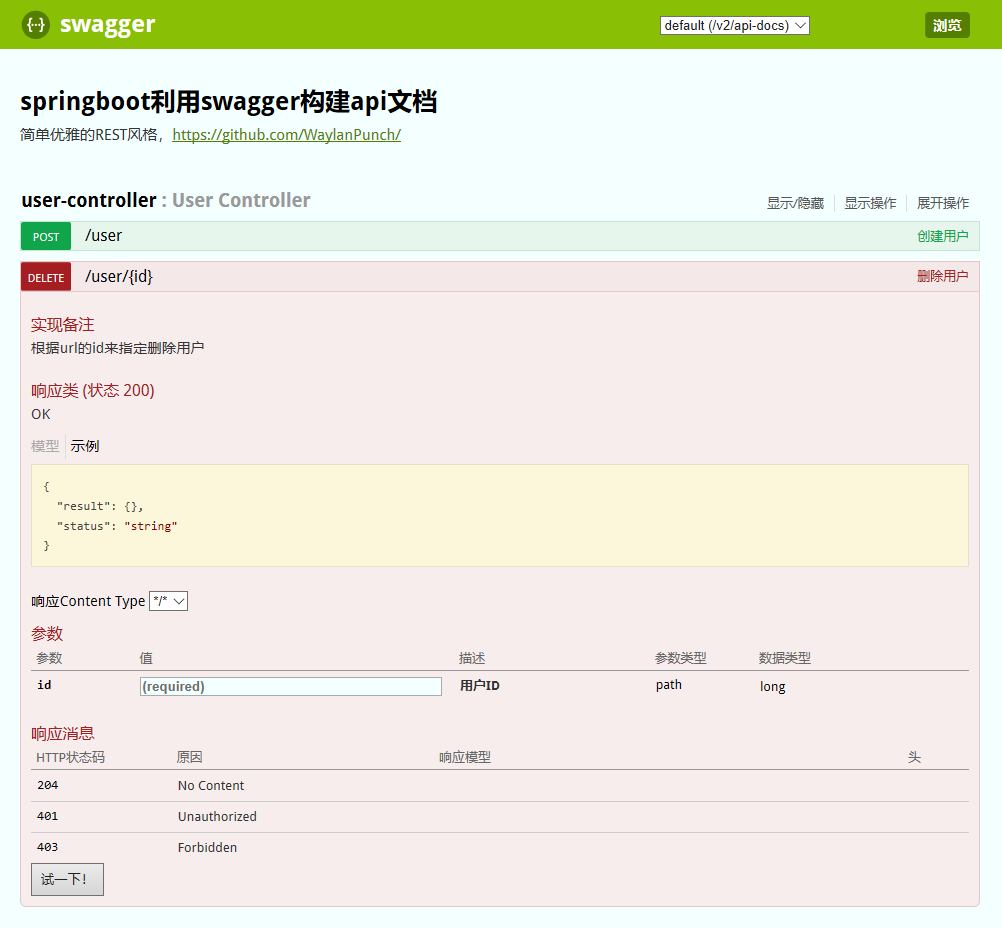 {···} swagger default (/v2/api-docs) 浏览
springboot利用swagger构建api文档
简单优雅的REST风格，https://github.com/WaylanPunch/
user-controller : User Controller 显示/隐藏 显示操作 展开操作
POST /user 创建用户
DELETE /user/{id} 删除用户
实现备注
根据url的id来指定删除用户
响应类 (状态 200)
OK
模型 示例
{
"result": {},
"status": "string"
}
响应Content Type */*
参数
参数 值 描述 参数类型 数据类型
id (required) 用户ID path long
响应消息
HTTP状态码 原因 响应模型 头
204 No Content
401 Unauthorized
403 Forbidden
试一下！